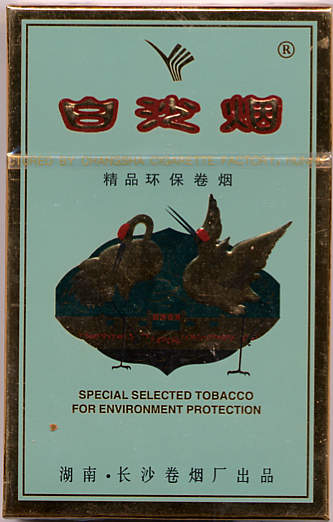 ®
白沙烟
精品环保卷烟
SPECIAL SELECTED TOBACCO
FOR ENVIRONMENT PROTECTION
湖南·长沙卷烟厂出品